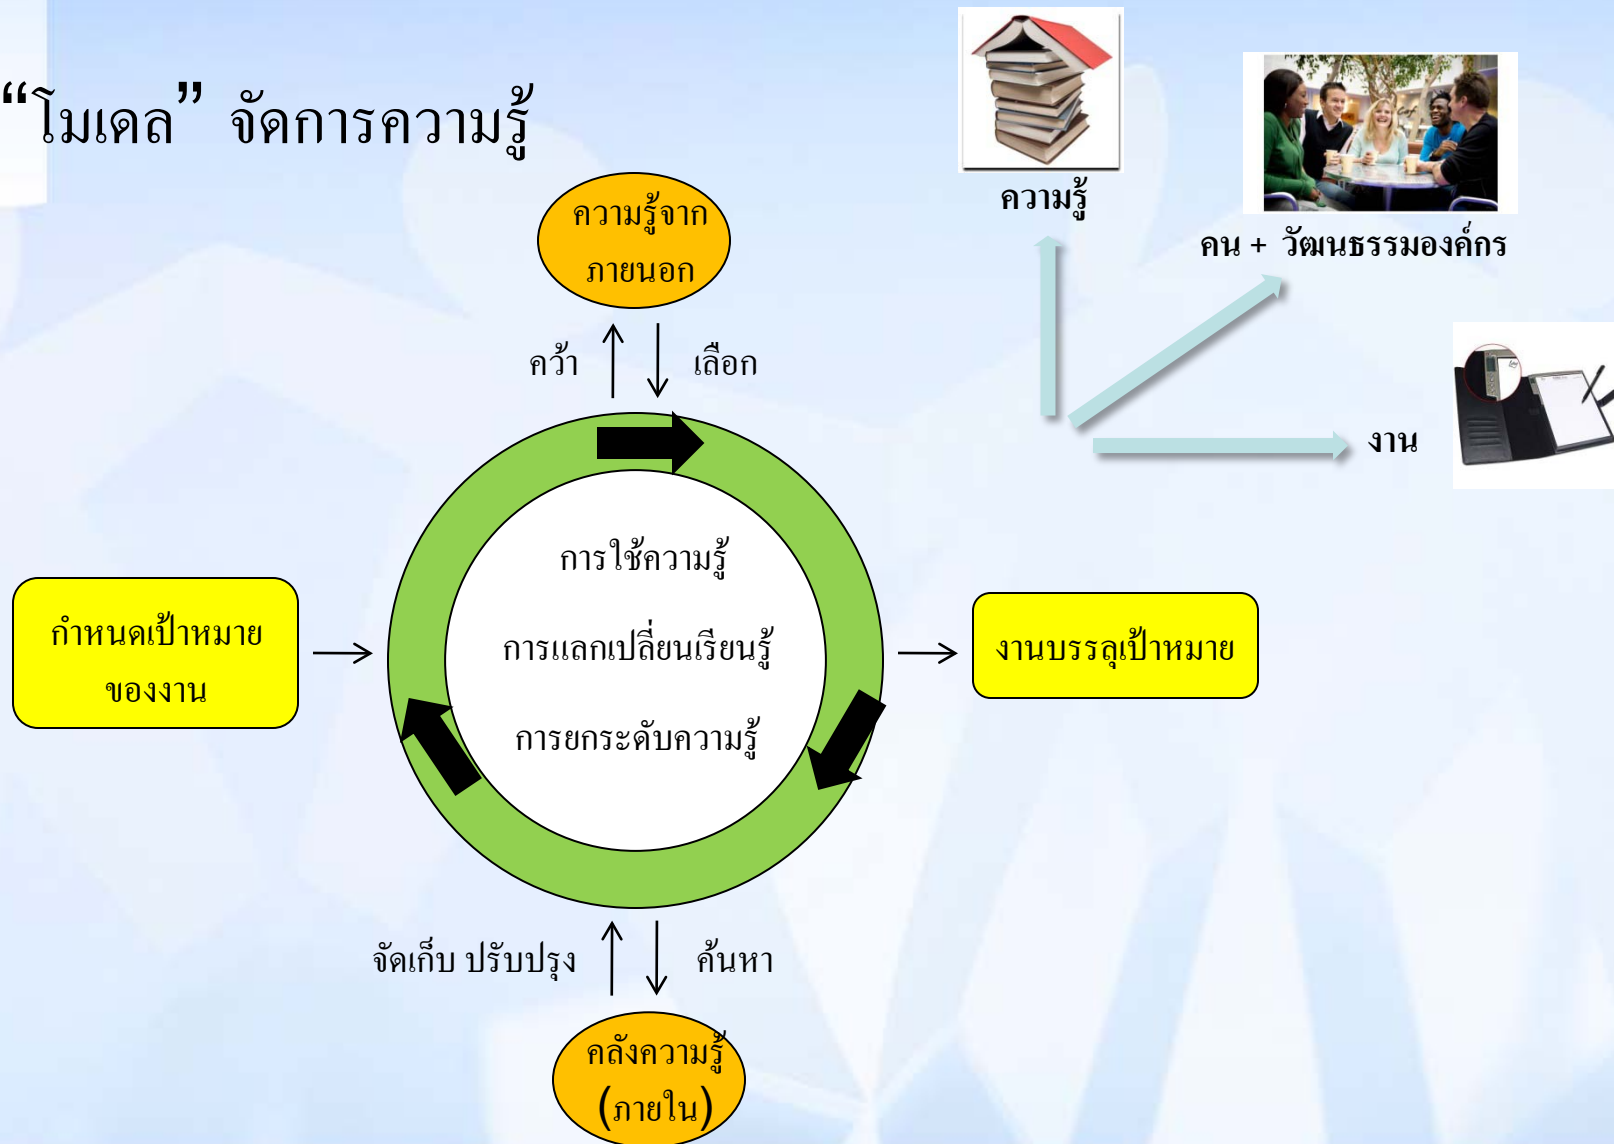 “โมเดล” จัดการความรู้
ความรู้
คน + วัฒนธรรมองค์กร
งาน
ความรู้จาก
ภายนอก
คว้า
เลือก
การใช้ความรู้
การแลกเปลี่ยนเรียนรู้
การยกระดับความรู้
กำหนดเป้าหมาย
ของงาน
งานบรรลุเป้าหมาย
จัดเก็บ ปรับปรุง
ค้นหา
คลังความรู้
(ภายใน)